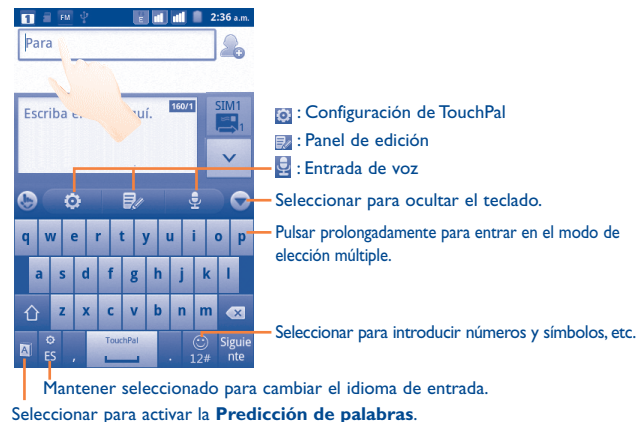 1 FM E 2:36 a.m.
Para
Escriba e uí. 160/1 SIM1
1
: Configuración de TouchPal
: Panel de edición
: Entrada de voz
Seleccionar para ocultar el teclado.
q w e r t y u i o p
Pulsar prolongadamente para entrar en el modo de
elección múltiple.
a s d f g h j k l
z x c v b n m
Seleccionar para introducir números y símbolos, etc.
A ES , TouchPal . 12# Siguie
nte
Mantener seleccionado para cambiar el idioma de entrada.
Seleccionar para activar la Predicción de palabras.